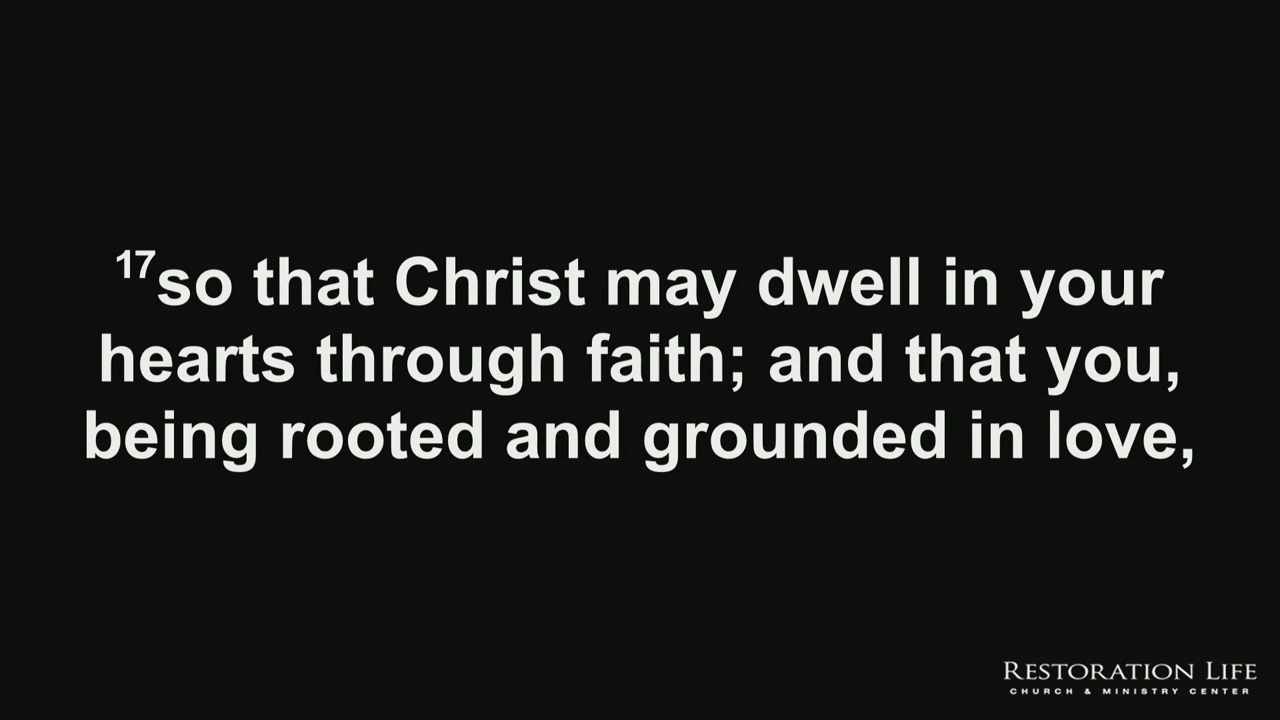 17so that Christ may dwell in your
hearts through faith; and that you,
being rooted and grounded in love,
RESTORATION LIFE
CHURCH & MINISTRY CENTER